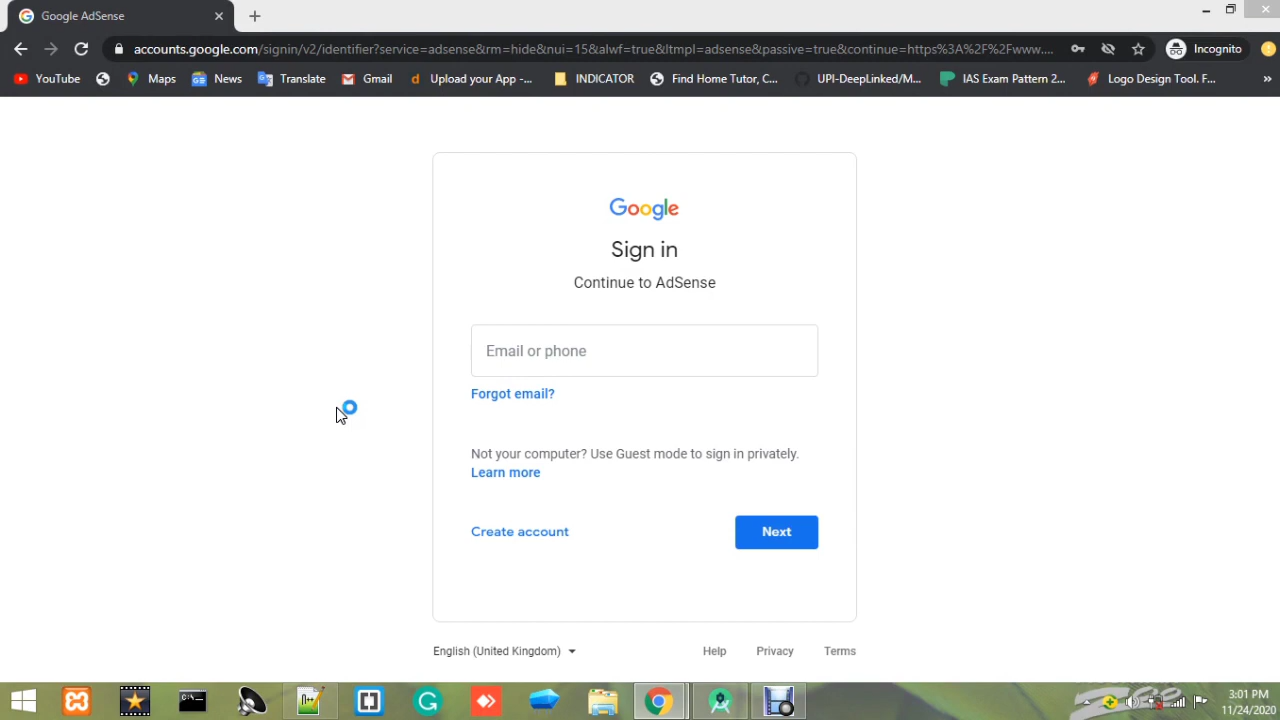 Google AdSense
accounts.google.com/signin/v2/identifier?service=adsense&rm=hide&nui=15&alwf=true&ltmpl=adsense&passive=true&continue=https%3A%2F%2Fwww....
Incognito
YouTube
Maps
News
Translate
Gmail
Upload your App -...
INDICATOR
Find Home Tutor, C...
UPI-DeepLinked/M...
IAS Exam Pattern 2...
Logo Design Tool. F...
Google
Sign in
Continue to AdSense
Email or phone
Forgot email?
Not your computer? Use Guest mode to sign in privately.
Learn more
Create account
Next
English (United Kingdom)
Help
Privacy
Terms
3:01 PM
11/24/2020